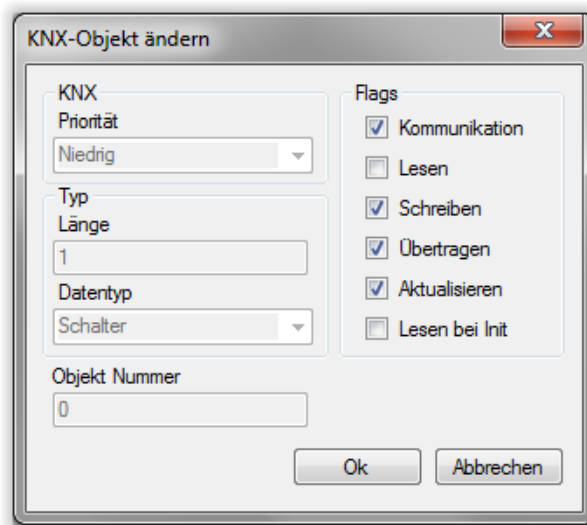 KNX-Objekt ändern
KNX
Priorität
Niedrig
Typ
Länge
1
Datentyp
Schalter
Objekt Nummer
0
Flags
Kommunikation
Lesen
Schreiben
Übertragen
Aktualisieren
Lesen bei Init
Ok
Abbrechen